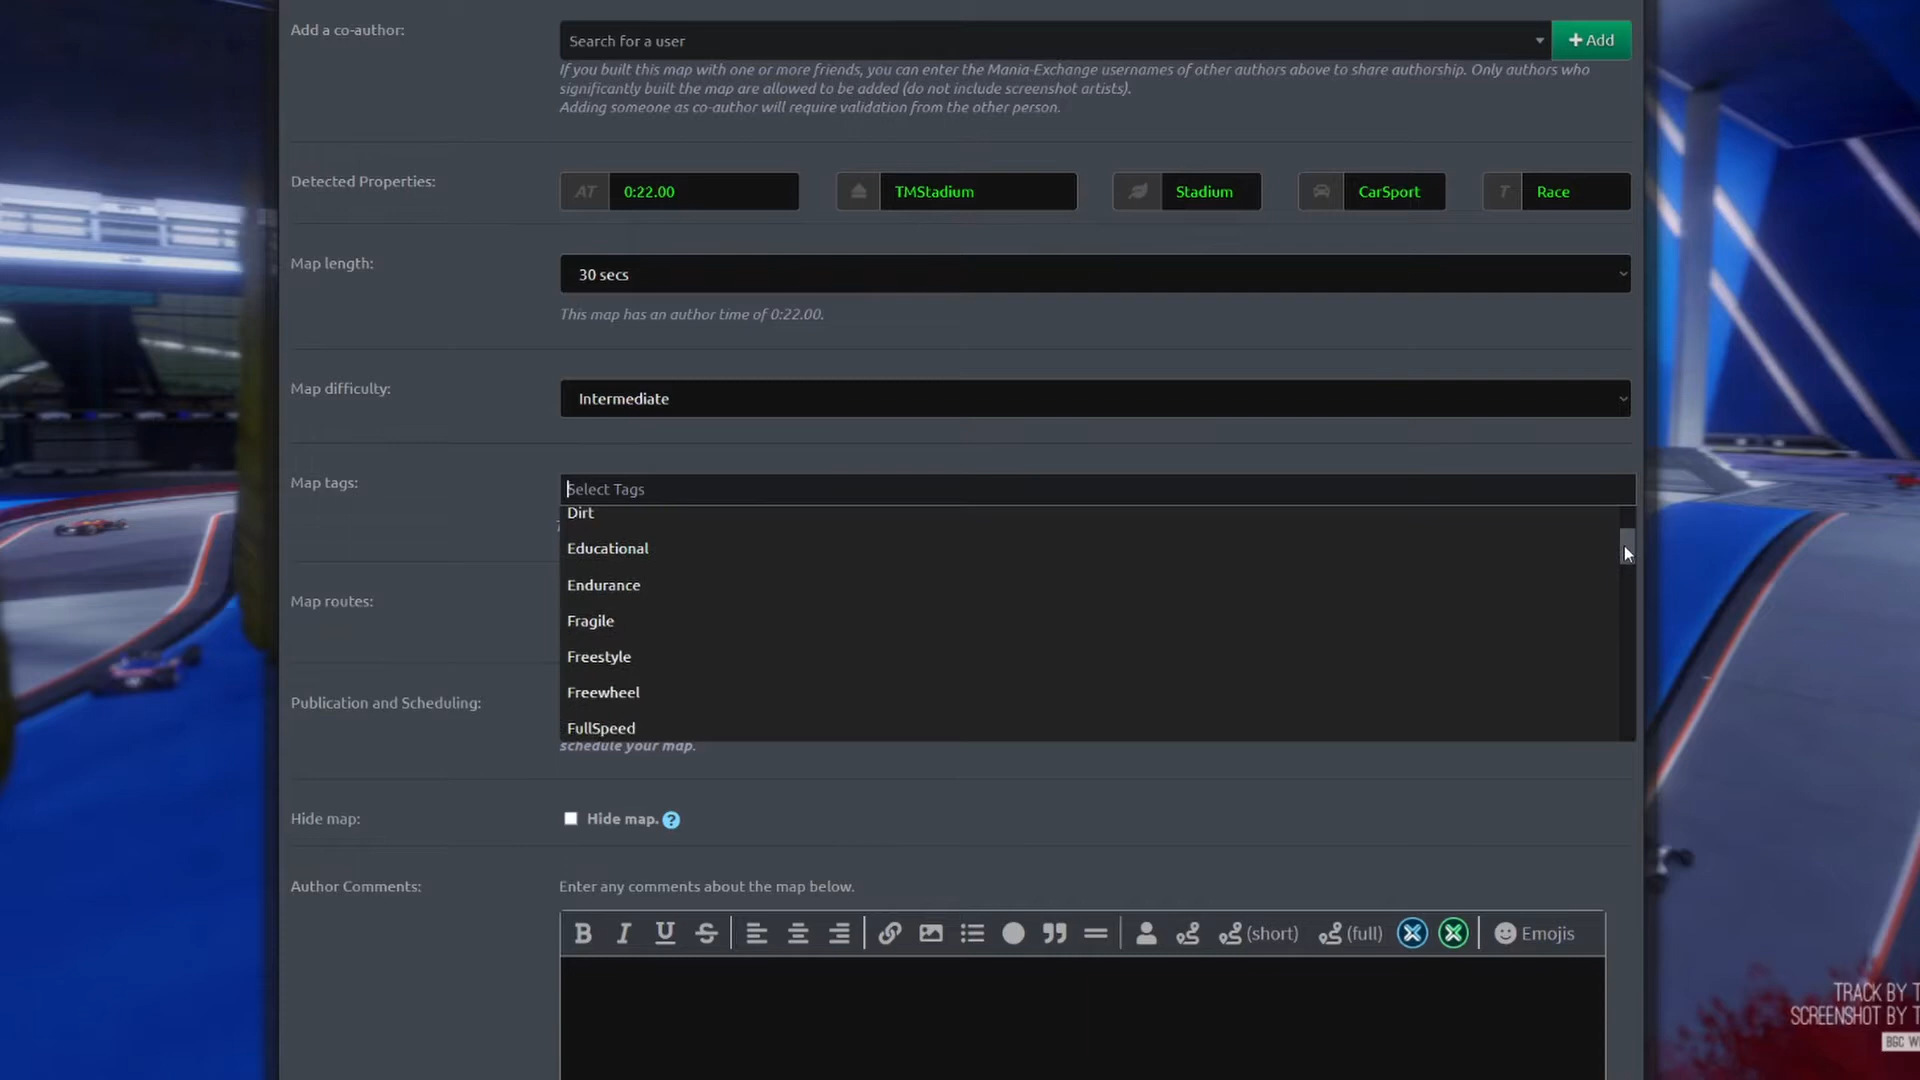 Add a co-author:
Search for a user
Add
If you built this map with one or more friends, you can enter the Mania-Exchange usernames of other authors above to share authorship. Only authors who
significantly built the map are allowed to be added (do not include screenshot artists).
Adding someone as co-author will require validation from the other person.
Detected Properties:
AT 0:22.00 TMStadium Stadium CarSport T Race
Map length:
30 secs
This map has an author time of 0:22.00.
Map difficulty:
Intermediate
Map tags:
Select Tags
Dirt
Educational
Endurance
Map routes:
Fragile
Freestyle
Freewheel
Publication and Scheduling:
FullSpeed
schedule your map.
Hide map:
Hide map. ?
Author Comments:
Enter any comments about the map below.
B I U S (short) (full) Emojis
TRACK BY T
SCREENSHOT BY T
BGC W